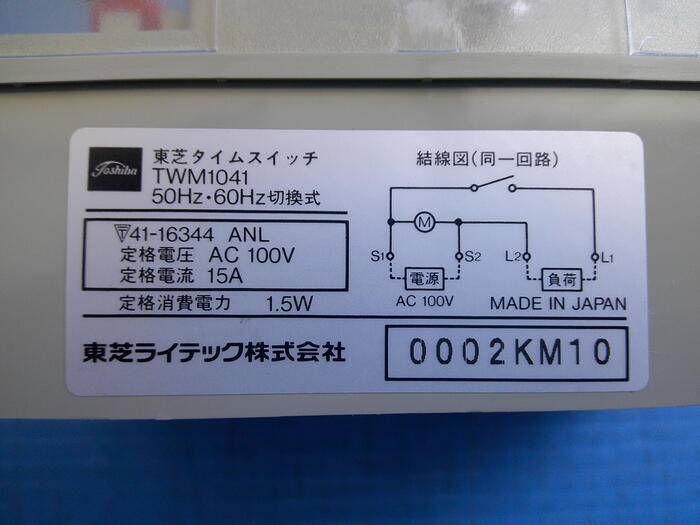 Toshiba
東芝タイムスイッチ
TWM1041
50Hz・60Hz切換式
〒41-16344 ANL
定格電圧 AC 100V
定格電流 15A
定格消費電力 1.5W
結線図(同一回路)
M
S1 S2 L2 L1
電源 負荷
AC 100V
MADE IN JAPAN
東芝ライテック株式会社
0002KM10